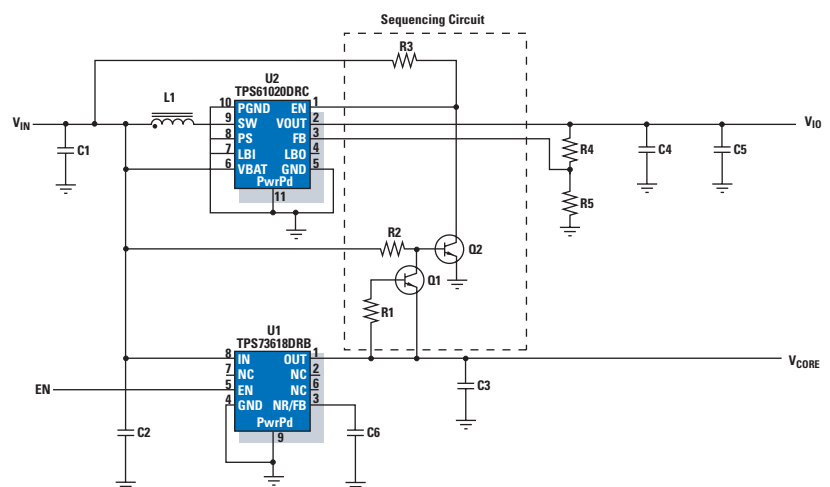 Sequencing Circuit
R3
U2
TPS61020DRC
L1
10 PGND EN 1
9 SW VOUT 2
8 PS FB 3
7 LBI LBO 4
6 VBAT GND 5
PwrPd
11
VIN
VIO
C1
R4
C4
C5
R5
R2
Q2
Q1
R1
U1
TPS73618DRB
8 IN OUT 1
7 NC NC 2
5 EN NC 6
4 GND NR/FB 3
PwrPd
9
VCORE
EN
C3
C2
C6